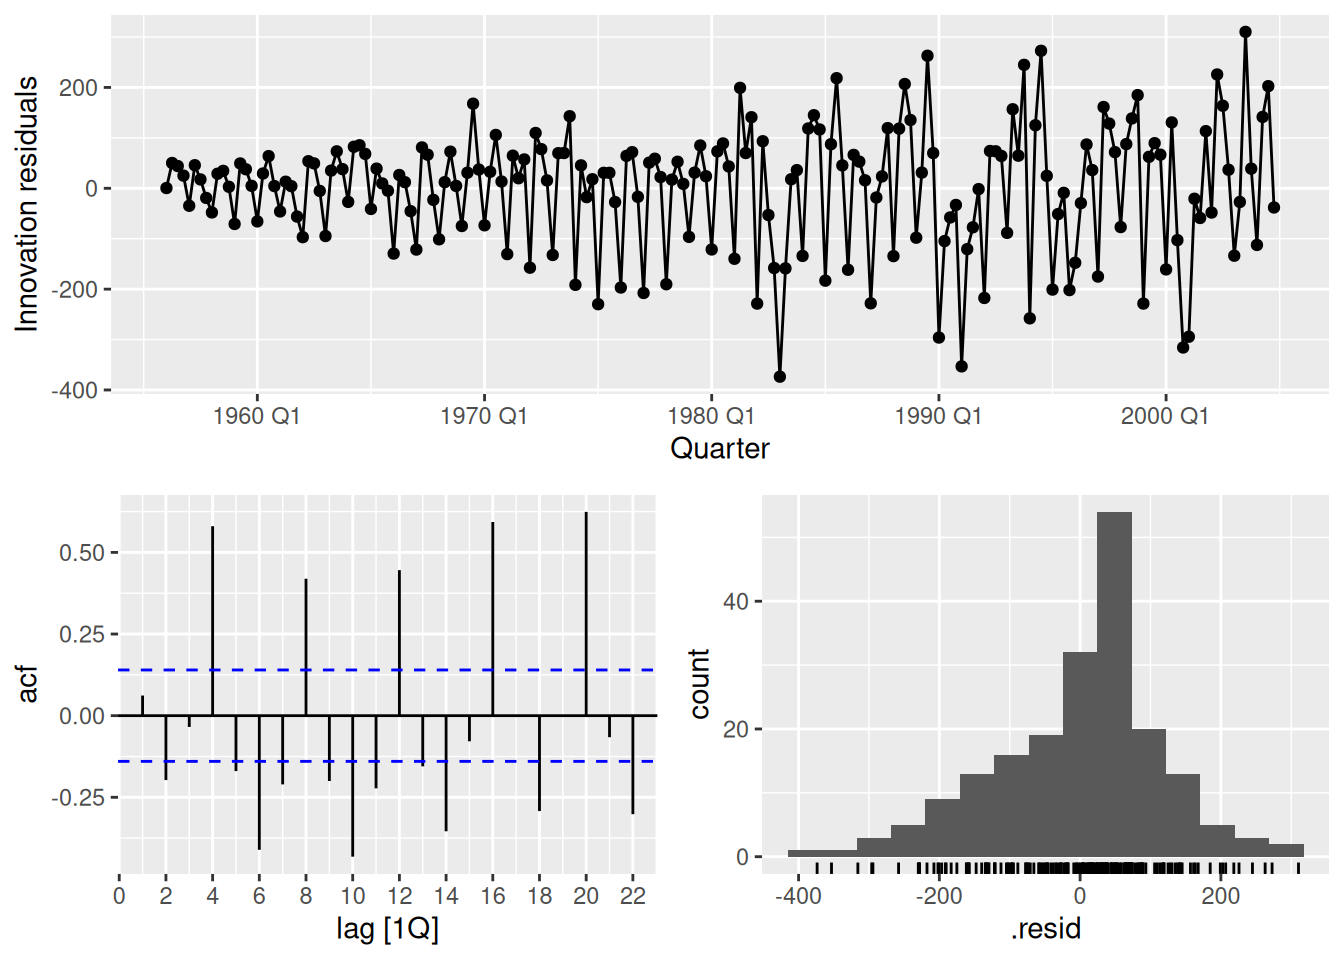 Innovation residuals
200
0
-200
-400
1960 Q1 1970 Q1 1980 Q1 1990 Q1 2000 Q1
Quarter
acf
0.50
0.25
0.00
-0.25
0 2 4 6 8 10 12 14 16 18 20 22
lag [1Q]
count
40
20
0
-400 -200 0 200
.resid